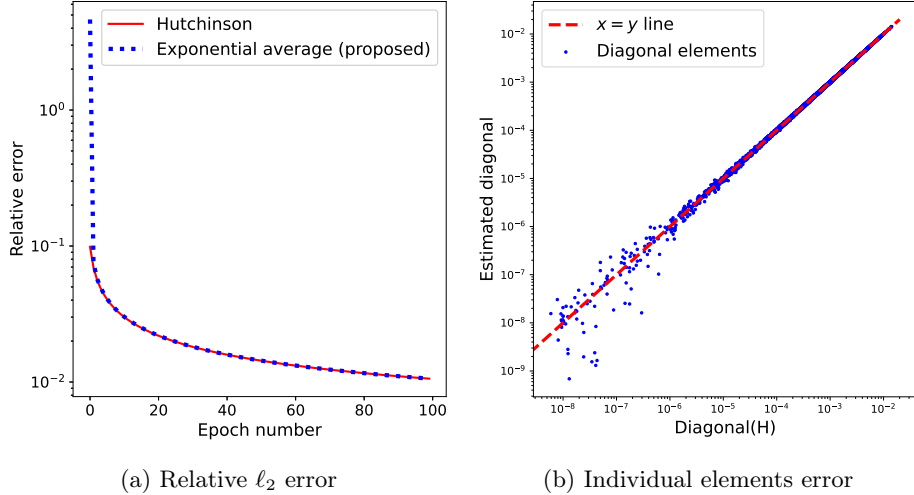 Hutchinson
Exponential average (proposed)
Relative error
10⁰
10⁻¹
10⁻²
0 20 40 60 80 100
Epoch number
(a) Relative ℓ₂ error
x = y line
Diagonal elements
Estimated diagonal
10⁻²
10⁻³
10⁻⁴
10⁻⁵
10⁻⁶
10⁻⁷
10⁻⁸
10⁻⁹
10⁻⁸ 10⁻⁷ 10⁻⁶ 10⁻⁵ 10⁻⁴ 10⁻³ 10⁻²
Diagonal(H)
(b) Individual elements error